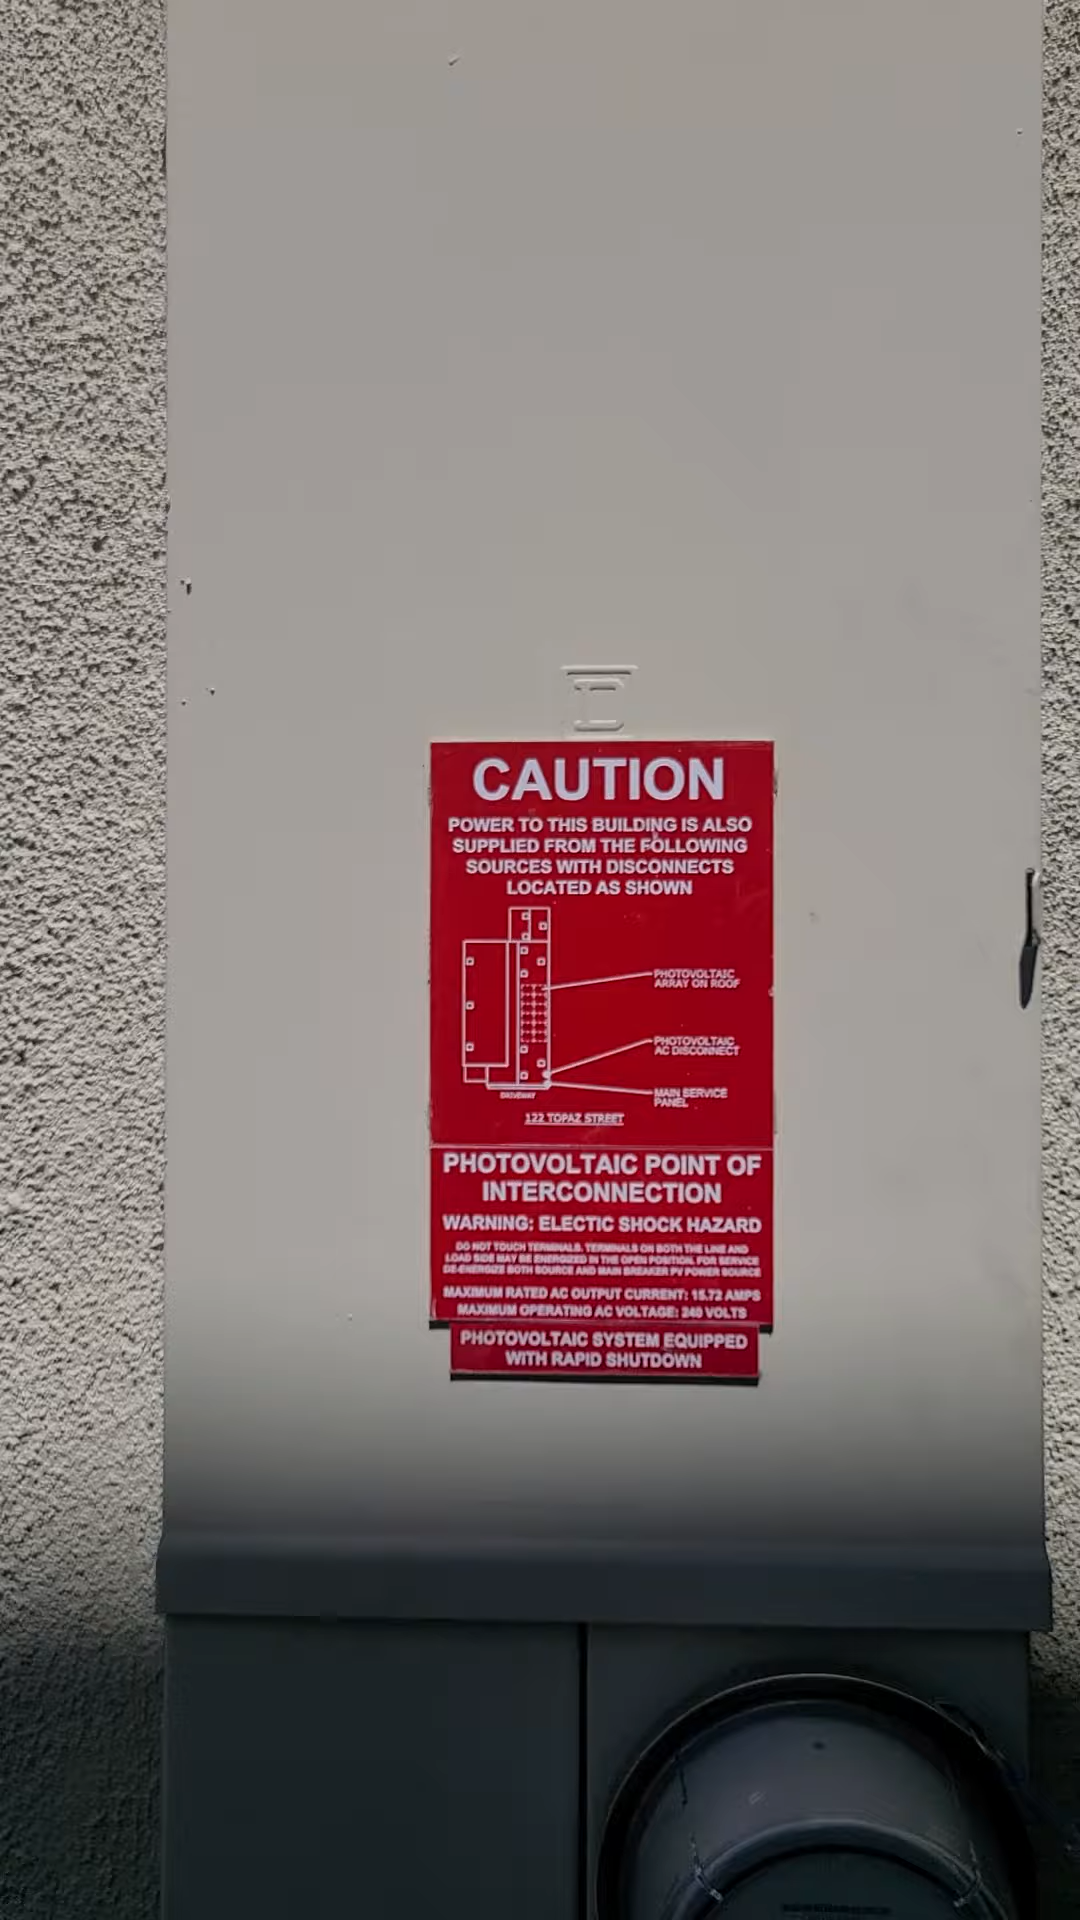 CAUTION
POWER TO THIS BUILDING IS ALSO
SUPPLIED FROM THE FOLLOWING
SOURCES WITH DISCONNECTS
LOCATED AS SHOWN
PHOTOVOLTAIC
ARRAY ON ROOF
PHOTOVOLTAIC
AC DISCONNECT
MAIN SERVICE
PANEL
DRIVEWAY
122 TOPAZ STREET
PHOTOVOLTAIC POINT OF
INTERCONNECTION
WARNING: ELECTIC SHOCK HAZARD
DO NOT TOUCH TERMINALS. TERMINALS ON BOTH THE LINE AND
LOAD SIDE MAY BE ENERGIZED IN THE OPEN POSITION. FOR SERVICE
DE-ENERGIZE BOTH SOURCE AND MAIN BREAKER PV POWER SOURCE
MAXIMUM RATED AC OUTPUT CURRENT: 15.72 AMPS
MAXIMUM OPERATING AC VOLTAGE: 240 VOLTS
PHOTOVOLTAIC SYSTEM EQUIPPED
WITH RAPID SHUTDOWN